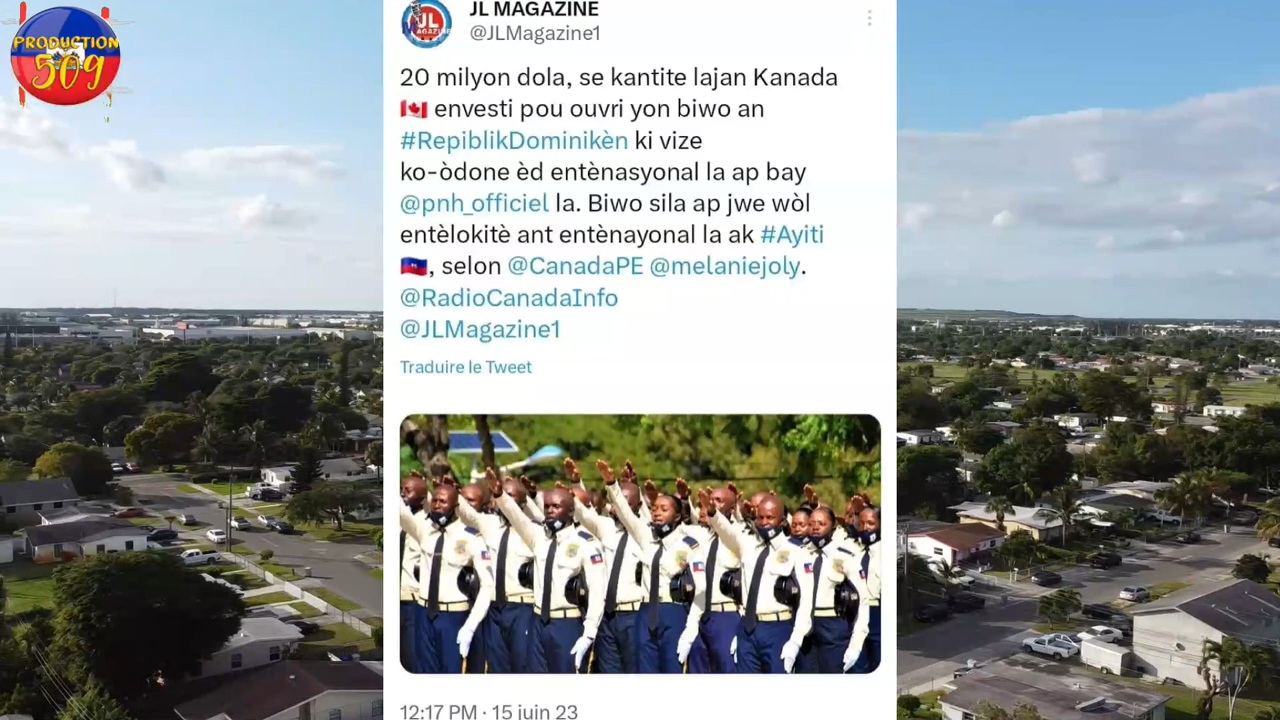 PRODUCTION
509
JL MAGAZINE
@JLMagazine1
20 milyon dola, se kantite lajan Kanada
🇨🇦 envesti pou ouvri yon biwo an
#RepiblikDominikèn ki vize
ko-òdone èd entènasyonal la ap bay
@pnh_officiel la. Biwo sila ap jwe wòl
entèlokitè ant entènayonal la ak #Ayiti
🇭🇹, selon @CanadaPE @melaniejoly.
@RadioCanadaInfo
@JLMagazine1
Traduire le Tweet
12:17 PM · 15 juin 23